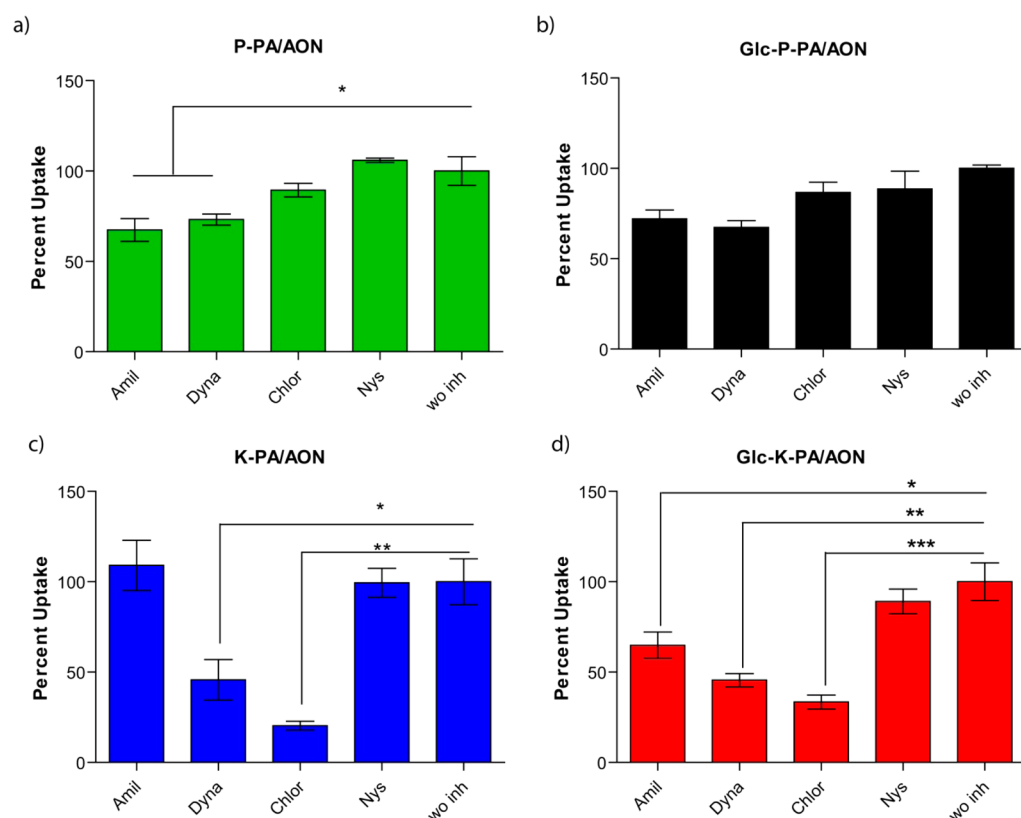 a)
P-PA/AON
Percent Uptake
150
100
50
0
*
Amil
Dyna
Chlor
Nys
wo inh
b)
Glc-P-PA/AON
Percent Uptake
150
100
50
0
Amil
Dyna
Chlor
Nys
wo inh
c)
K-PA/AON
Percent Uptake
150
100
50
0
*
**
Amil
Dyna
Chlor
Nys
wo inh
d)
Glc-K-PA/AON
Percent Uptake
150
100
50
0
*
**
***
Amil
Dyna
Chlor
Nys
wo inh